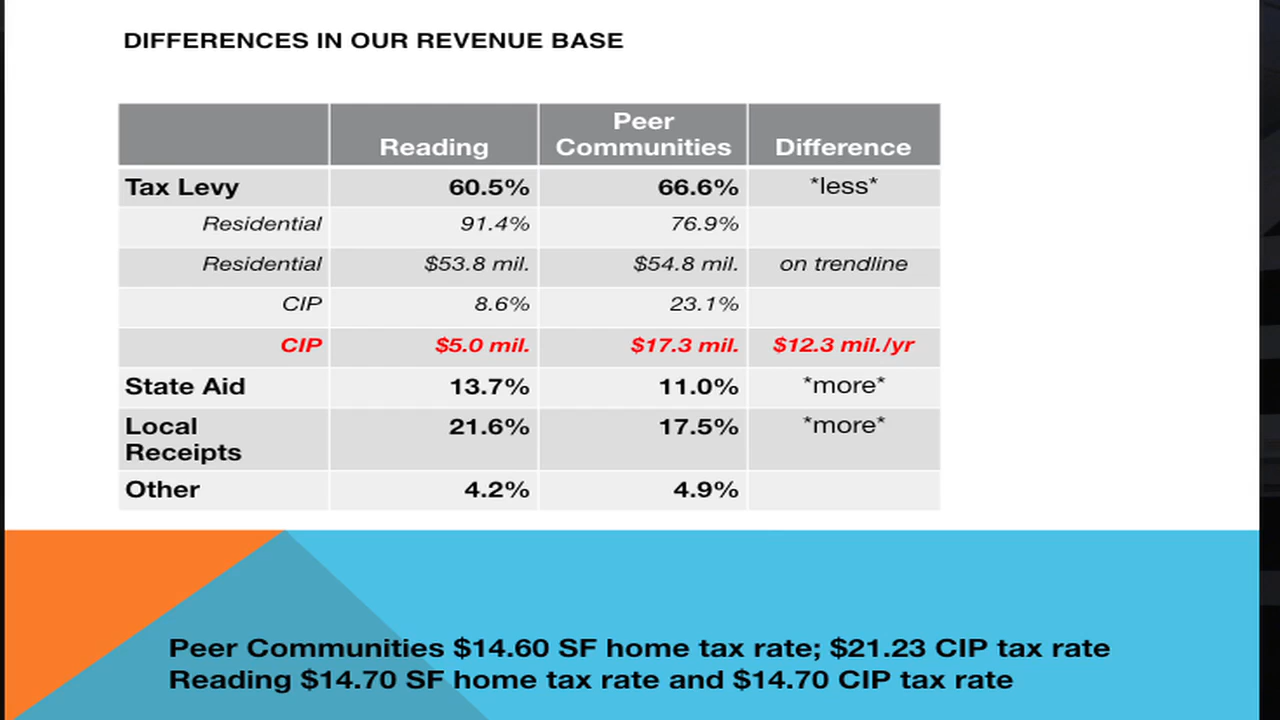 DIFFERENCES IN OUR REVENUE BASE
Reading Peer Communities Difference
Tax Levy 60.5% 66.6% *less*
Residential 91.4% 76.9%
Residential $53.8 mil. $54.8 mil. on trendline
CIP 8.6% 23.1%
CIP $5.0 mil. $17.3 mil. $12.3 mil./yr
State Aid 13.7% 11.0% *more*
Local Receipts 21.6% 17.5% *more*
Other 4.2% 4.9%
Peer Communities $14.60 SF home tax rate; $21.23 CIP tax rate
Reading $14.70 SF home tax rate and $14.70 CIP tax rate